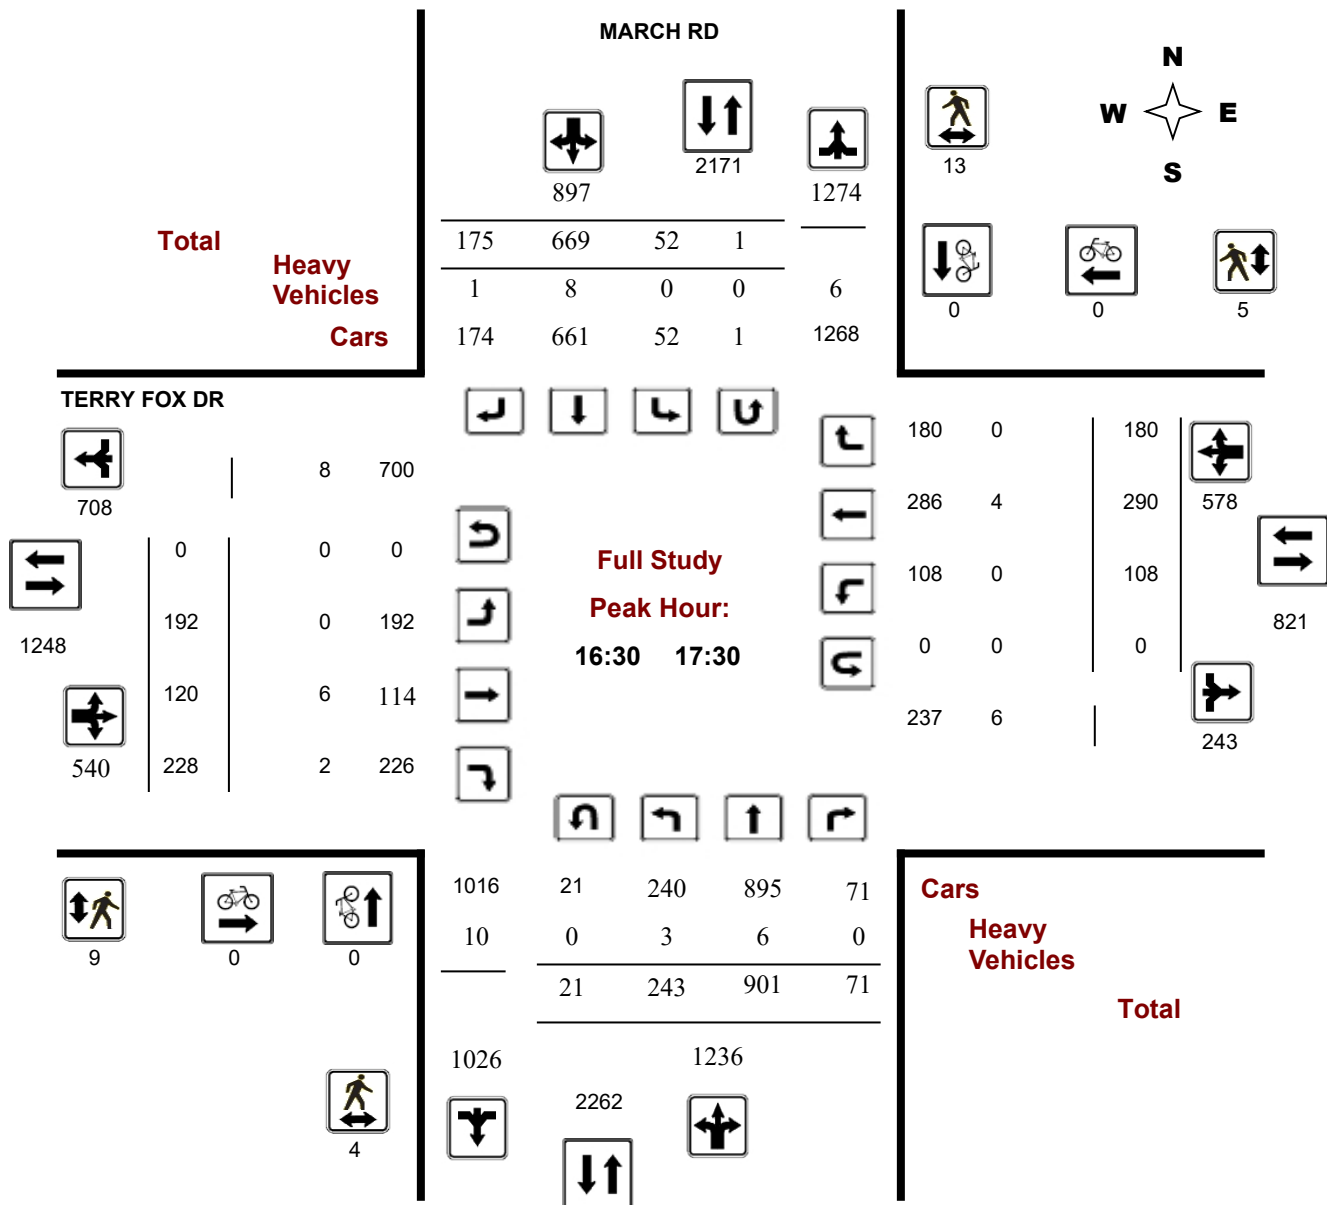 MARCH RD
N
W E
S
897 2171 1274 13
175 669 52 1
Total
Heavy
Vehicles
1 8 0 0 6
Cars
174 661 52 1 1268
0 0 5
TERRY FOX DR
708
8 700
0 0 0
192 0 192
1248
120 6 114
540
228 2 226
Full Study
Peak Hour:
16:30 17:30
180 0 180
286 4 290 578
108 0 108
821
0 0 0
237 6
243
1016 21 240 895 71
10 0 3 6 0
21 243 901 71
1026 1236
2262
Cars
Heavy
Vehicles
Total
9 0 0
4